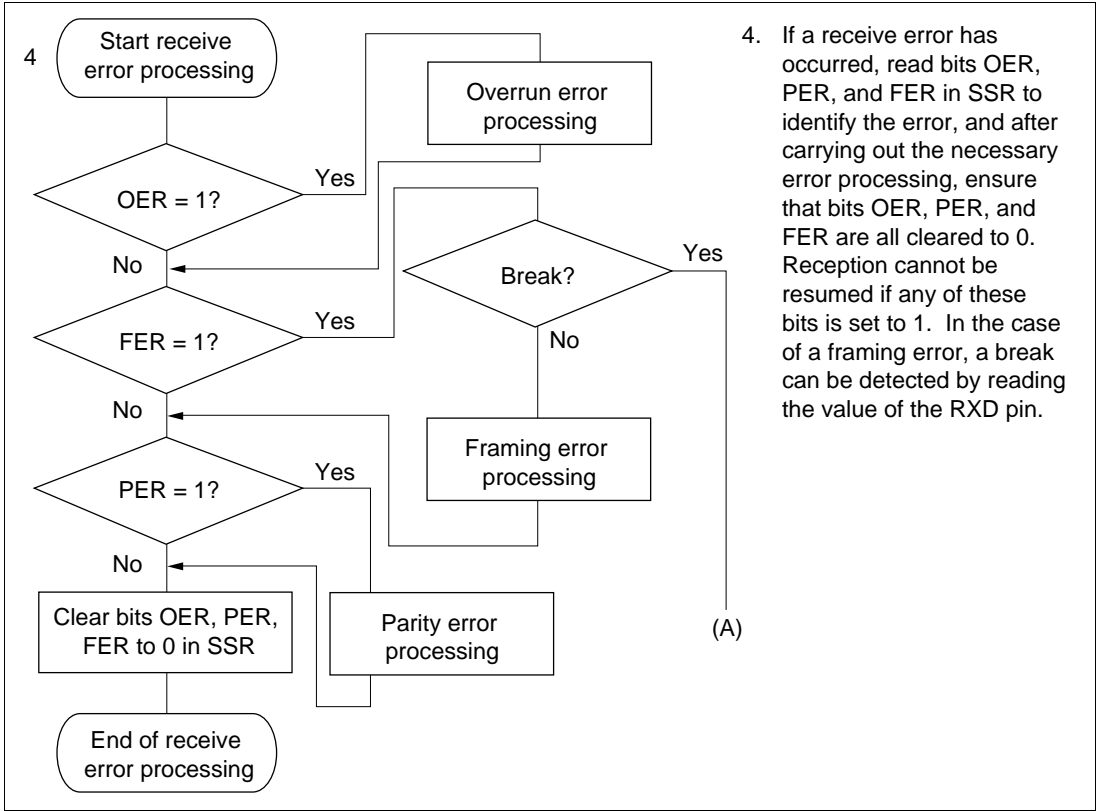 4
Start receive
error processing
OER = 1?
Yes
No
Overrun error
processing
FER = 1?
Yes
No
Break?
Yes
No
Framing error
processing
PER = 1?
Yes
No
Parity error
processing
Clear bits OER, PER,
FER to 0 in SSR
End of receive
error processing
(A)
4. If a receive error has
occurred, read bits OER,
PER, and FER in SSR to
identify the error, and after
carrying out the necessary
error processing, ensure
that bits OER, PER, and
FER are all cleared to 0.
Reception cannot be
resumed if any of these
bits is set to 1. In the case
of a framing error, a break
can be detected by reading
the value of the RXD pin.